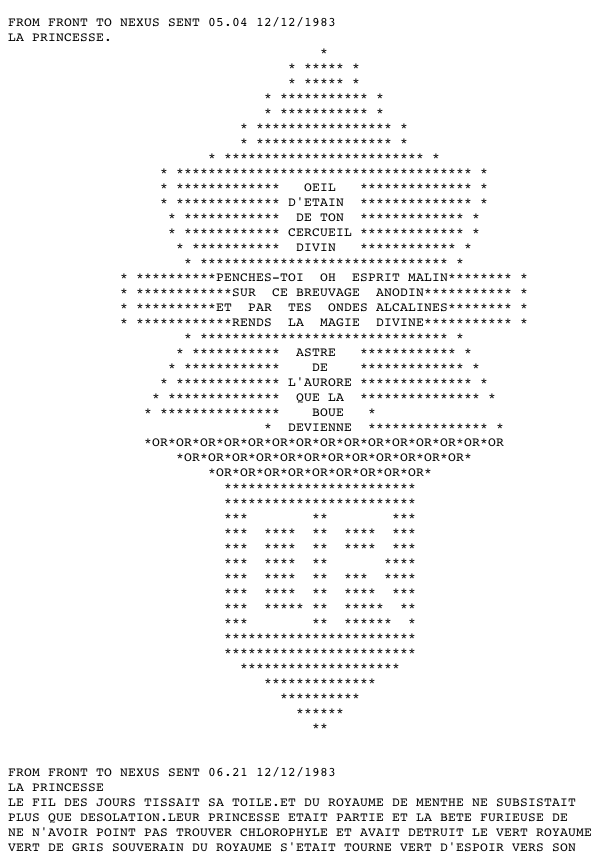 FROM FRONT TO NEXUS SENT 05.04 12/12/1983
LA PRINCESSE.
OEIL
D'ETAIN
DE TON
CERCUEIL
DIVIN
PENCHES-TOI OH ESPRIT MALIN
SUR CE BREUVAGE ANODIN
ET PAR TES ONDES ALCALINES
RENDS LA MAGIE DIVINE
ASTRE
DE
L'AURORE
QUE LA
BOUE
DEVIENNE
*OR*OR*OR*OR*OR*OR*OR*OR*OR*OR*OR*OR*OR*OR*OR
*OR*OR*OR*OR*OR*OR*OR*OR*OR*OR*OR*OR*
*OR*OR*OR*OR*OR*OR*OR*OR*OR*
FROM FRONT TO NEXUS SENT 06.21 12/12/1983
LA PRINCESSE
LE FIL DES JOURS TISSAIT SA TOILE.ET DU ROYAUME DE MENTHE NE SUBSISTAIT
PLUS QUE DESOLATION.LEUR PRINCESSE ETAIT PARTIE ET LA BETE FURIEUSE DE
NE N'AVOIR POINT PAS TROUVER CHLOROPHYLE ET AVAIT DETRUIT LE VERT ROYAUME
VERT DE GRIS SOUVERAIN DU ROYAUME S'ETAIT TOURNE VERT D'ESPOIR VERS SON